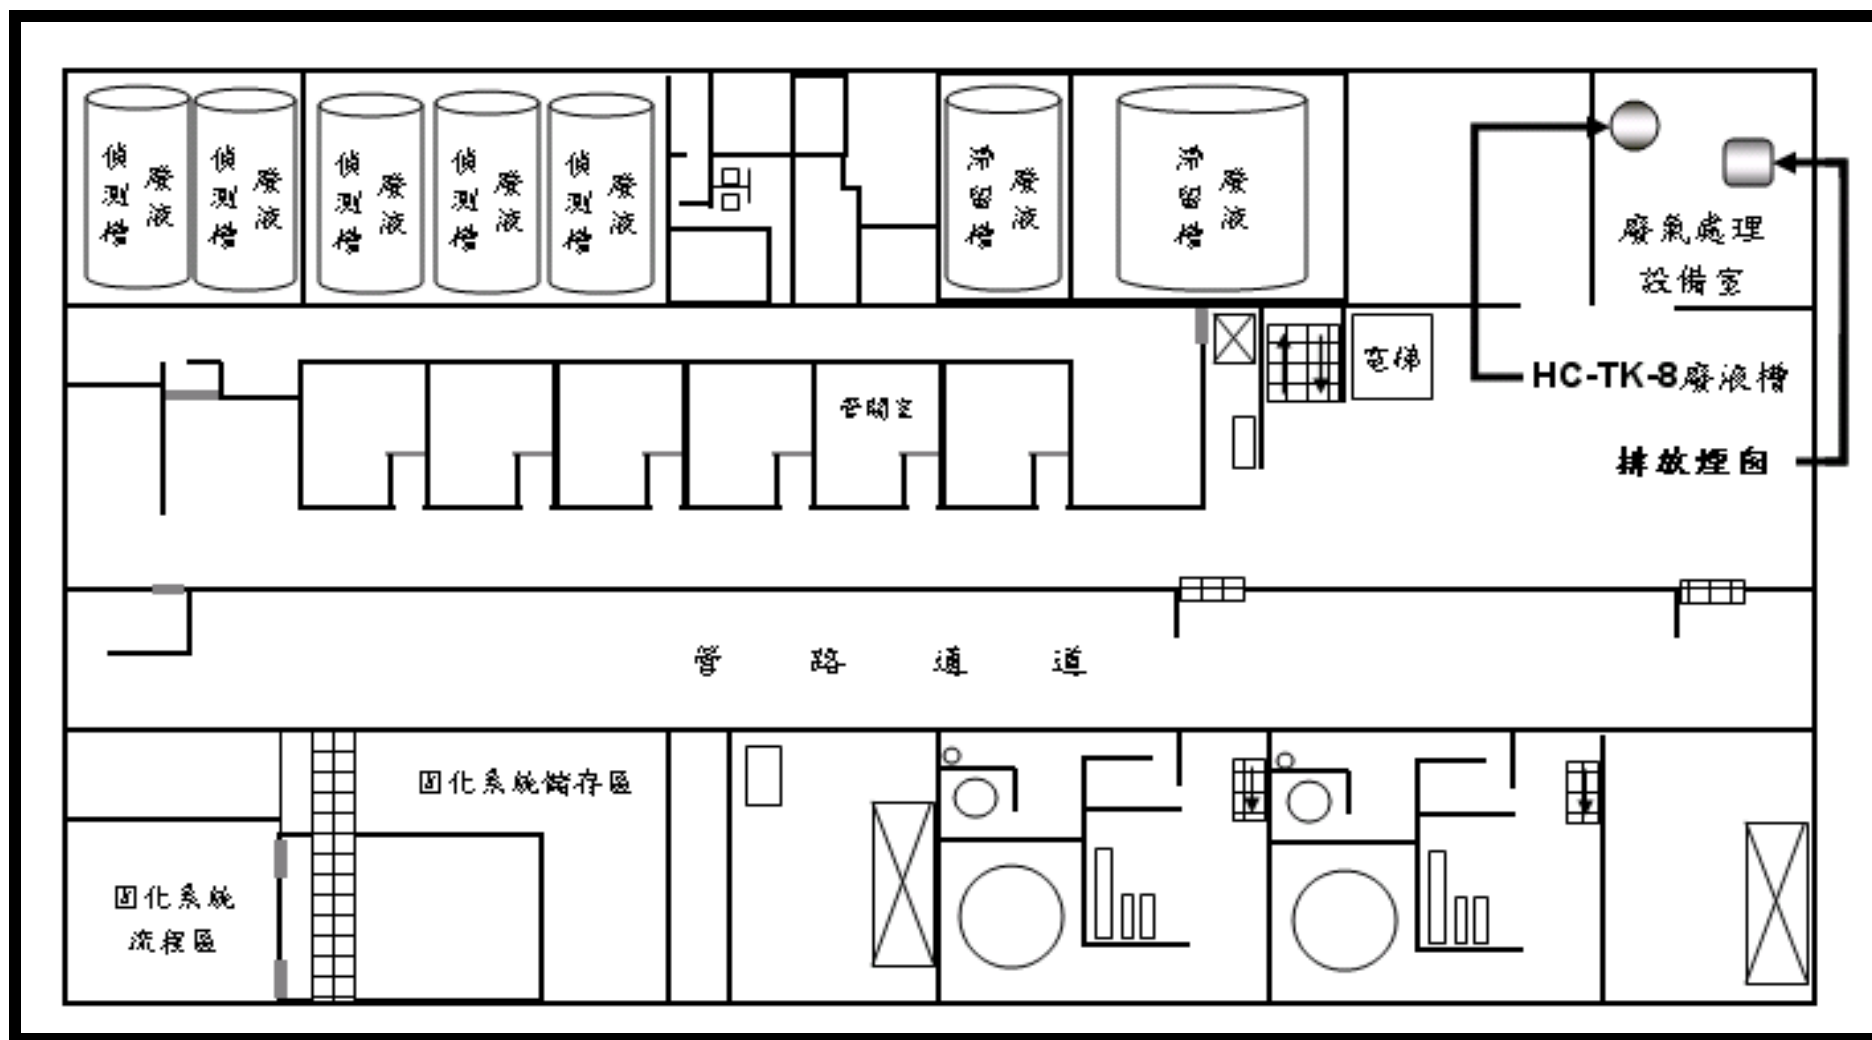 廢液
偵測槽
廢液
偵測槽
廢液
偵測槽
廢液
偵測槽
廢液
偵測槽
廢液
滯留槽
廢液
滯留槽
廢氣處理
設備室
電梯
HC-TK-8廢液槽
管閥室
排放煙囪
管路通道
固化系統儲存區
固化系統
流程區